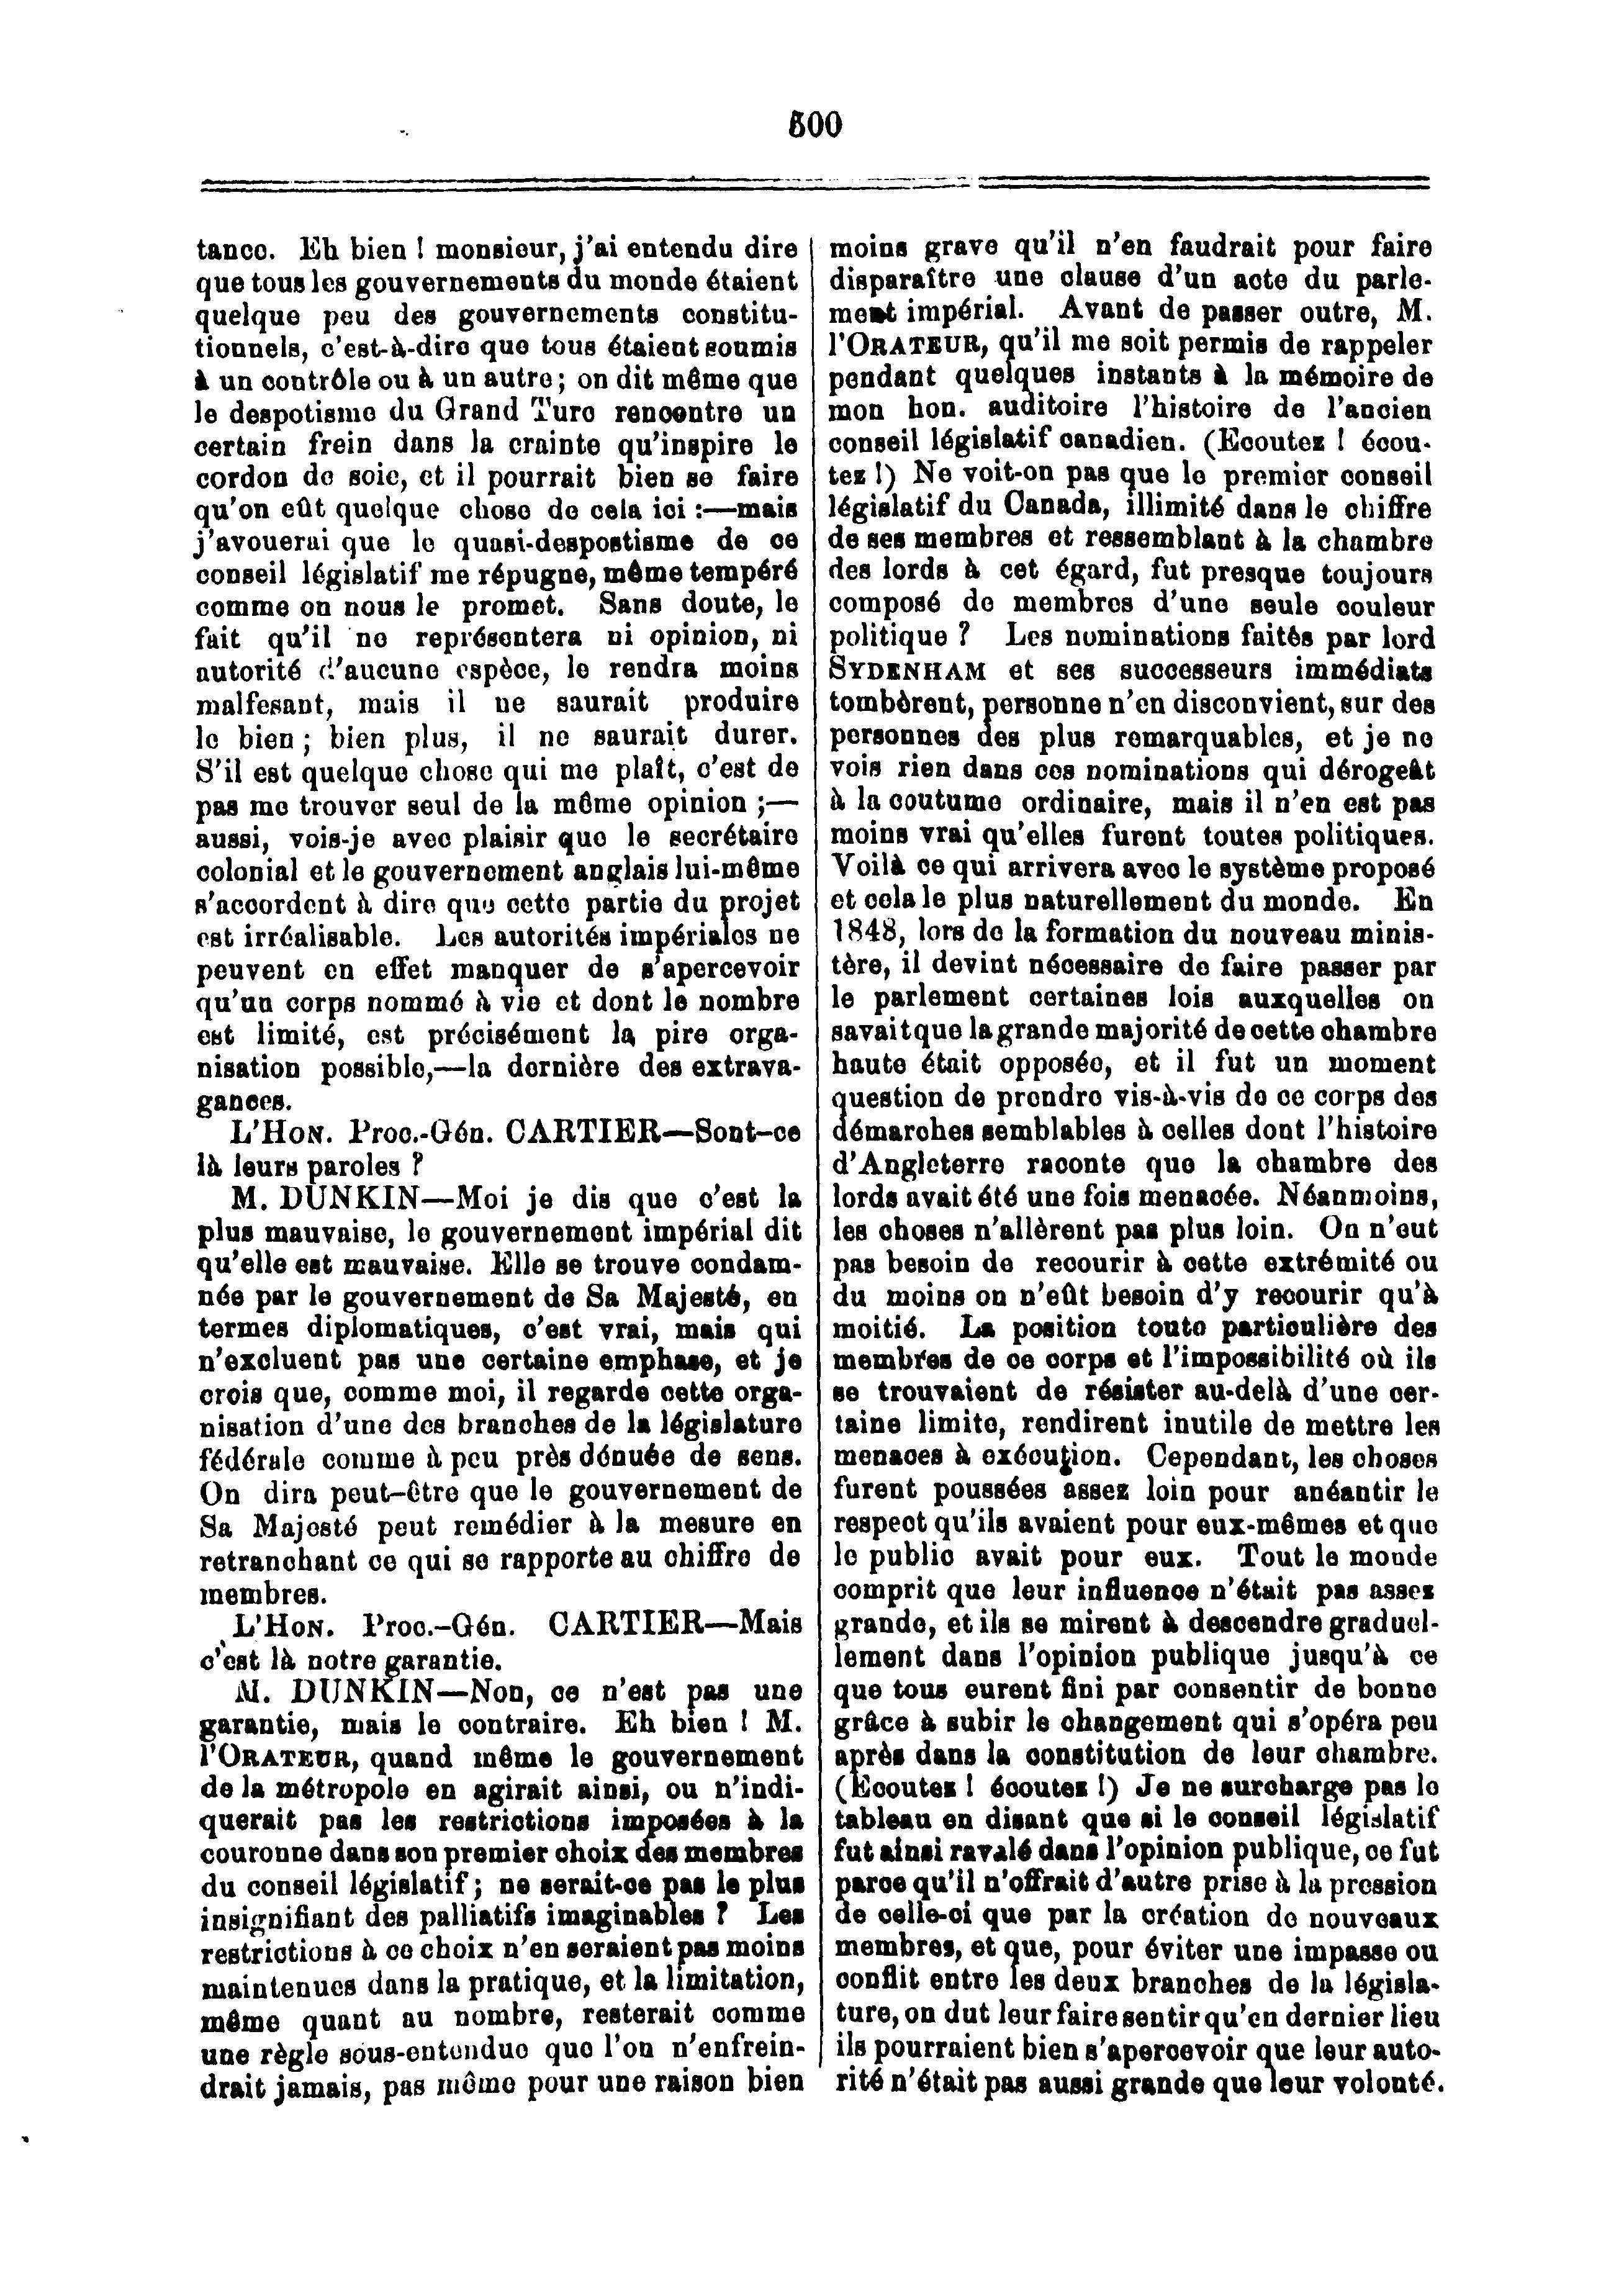 500
tance. Eh bien ! monsieur, j'ai entendu dire
que tous les gouvernements du monde étaient
quelque peu des gouvernements constitu-
tionnels, c'est-à-dire que tous étaient soumis
à un contrôle ou à un autre ; on dit même que
le despotisme du Grand Turc rencontre un
certain frein dans la crainte qu'inspire le
cordon de soie, et il pourrait bien se faire
qu'on eût quelque chose de cela ici :—mais
j'avouerai que le quasi-despostisme de ce
conseil législatif me répugne, même tempéré
comme on nous le promet. Sans doute, le
fait qu'il ne représentera ni opinion, ni
autorité d'aucune espèce, le rendra moins
malfesant, mais il ne saurait produire
le bien ; bien plus, il ne saurait durer.
S'il est quelque chose qui me plaît, c'est de
pas me trouver seul de la même opinion ;—
aussi, vois-je avec plaisir que le secrétaire
colonial et le gouvernement anglais lui-même
s'accordent à dire que cette partie du projet
est irréalisable. Les autorités impériales ne
peuvent en effet manquer de s'apercevoir
qu'un corps nommé à vie et dont le nombre
est limité, est précisément la pire orga-
nisation possible,—la dernière des extrava-
gances.
L'HON. Proc.-Gén. CARTIER—Sont-ce
là leurs paroles ?
M. DUNKIN—Moi je dis que c'est la
plus mauvaise, le gouvernement impérial dit
qu'elle est mauvaise. Elle se trouve condam-
née par le gouvernement de Sa Majesté, en
termes diplomatiques, c'est vrai, mais qui
n'excluent pas une certaine emphase, et je
crois que, comme moi, il regarde cette orga-
nisation d'une des branches de la législature
fédérale comme à peu près dénuée de sens.
On dira peut-être que le gouvernement de
Sa Majesté peut remédier à la mesure en
retranchant ce qui se rapporte au chiffre de
membres.
L'HON. Proc.-Gén. CARTIER—Mais
c'est là notre garantie.
M. DUNKIN—Non, ce n'est pas une
garantie, mais le contraire. Eh bien ! M.
l'ORATEUR, quand même le gouvernement
de la métropole en agirait ainsi, ou n'indi-
querait pas les restrictions imposées à la
couronne dans son premier choix des membres
du conseil législatif ; ne serait-ce pas le plus
insignifiant des palliatifs imaginables ? Les
restrictions à ce choix n'en seraient pas moins
maintenues dans la pratique, et la limitation,
même quant au nombre, resterait comme
une règle sous-entendue que l'on n'enfrein-
drait jamais, pas même pour une raison bien
moins grave qu'il n'en faudrait pour faire
disparaître une clause d'un acte du parle-
ment impérial. Avant de passer outre, M.
l'ORATEUR, qu'il me soit permis de rappeler
pendant quelques instants à la mémoire de
mon hon. auditoire l'histoire de l'ancien
conseil législatif canadien. (Ecoutez ! écou-
tez !) Ne voit-on pas que le premier conseil
législatif du Canada, illimité dans le chiffre
de ses membres et ressemblant à la chambre
des lords à cet égard, fut presque toujours
composé de membres d'une seule couleur
politique ? Les nominations faites par lord
SYDENHAM et ses successeurs immédiats
tombèrent, personne n'en disconvient, sur des
personnes des plus remarquables, et je ne
vois rien dans ces nominations qui dérogeât
à la coutume ordinaire, mais il n'en est pas
moins vrai qu'elles furent toutes politiques.
Voilà ce qui arrivera avec le système proposé
et cela le plus naturellement du monde. En
1848, lors de la formation du nouveau minis-
tère, il devint nécessaire de faire passer par
le parlement certaines lois auxquelles on
savait que la grande majorité de cette chambre
haute était opposée, et il fut un moment
question de prendre vis-à-vis de ce corps des
démarches semblables à celles dont l'histoire
d'Angleterre raconte que la chambre des
lords avait été une fois menacée. Néanmoins,
les choses n'allèrent pas plus loin. On n'eut
pas besoin de recourir à cette extrémité ou
du moins on n'eût besoin d'y recourir qu'à
moitié. La position toute particulière des
membres de ce corps et l'impossibilité où ils
se trouvaient de résister au-delà d'une cer-
taine limite, rendirent inutile de mettre les
menaces à exécution. Cependant, les choses
furent poussées assez loin pour anéantir le
respect qu'ils avaient pour eux-mêmes et que
le public avait pour eux. Tout le monde
comprit que leur influence n'était pas assez
grande, et ils se mirent à descendre graduel-
lement dans l'opinion publique jusqu'à ce
que tous eurent fini par consentir de bonne
grâce à subir le changement qui s'opéra peu
après dans la constitution de leur chambre.
(Ecoutez ! écoutez !) Je ne surcharge pas le
tableau en disant que si le conseil législatif
fut ainsi ravalé dans l'opinion publique, ce fut
parce qu'il n'offrait d'autre prise à la pression
de celle-ci que par la création de nouveaux
membres, et que, pour éviter une impasse ou
conflit entre les deux branches de la législa-
ture, on dut leur faire sentir qu'en dernier lieu
ils pourraient bien s'apercevoir que leur auto-
rité n'était pas aussi grande que leur volonté.